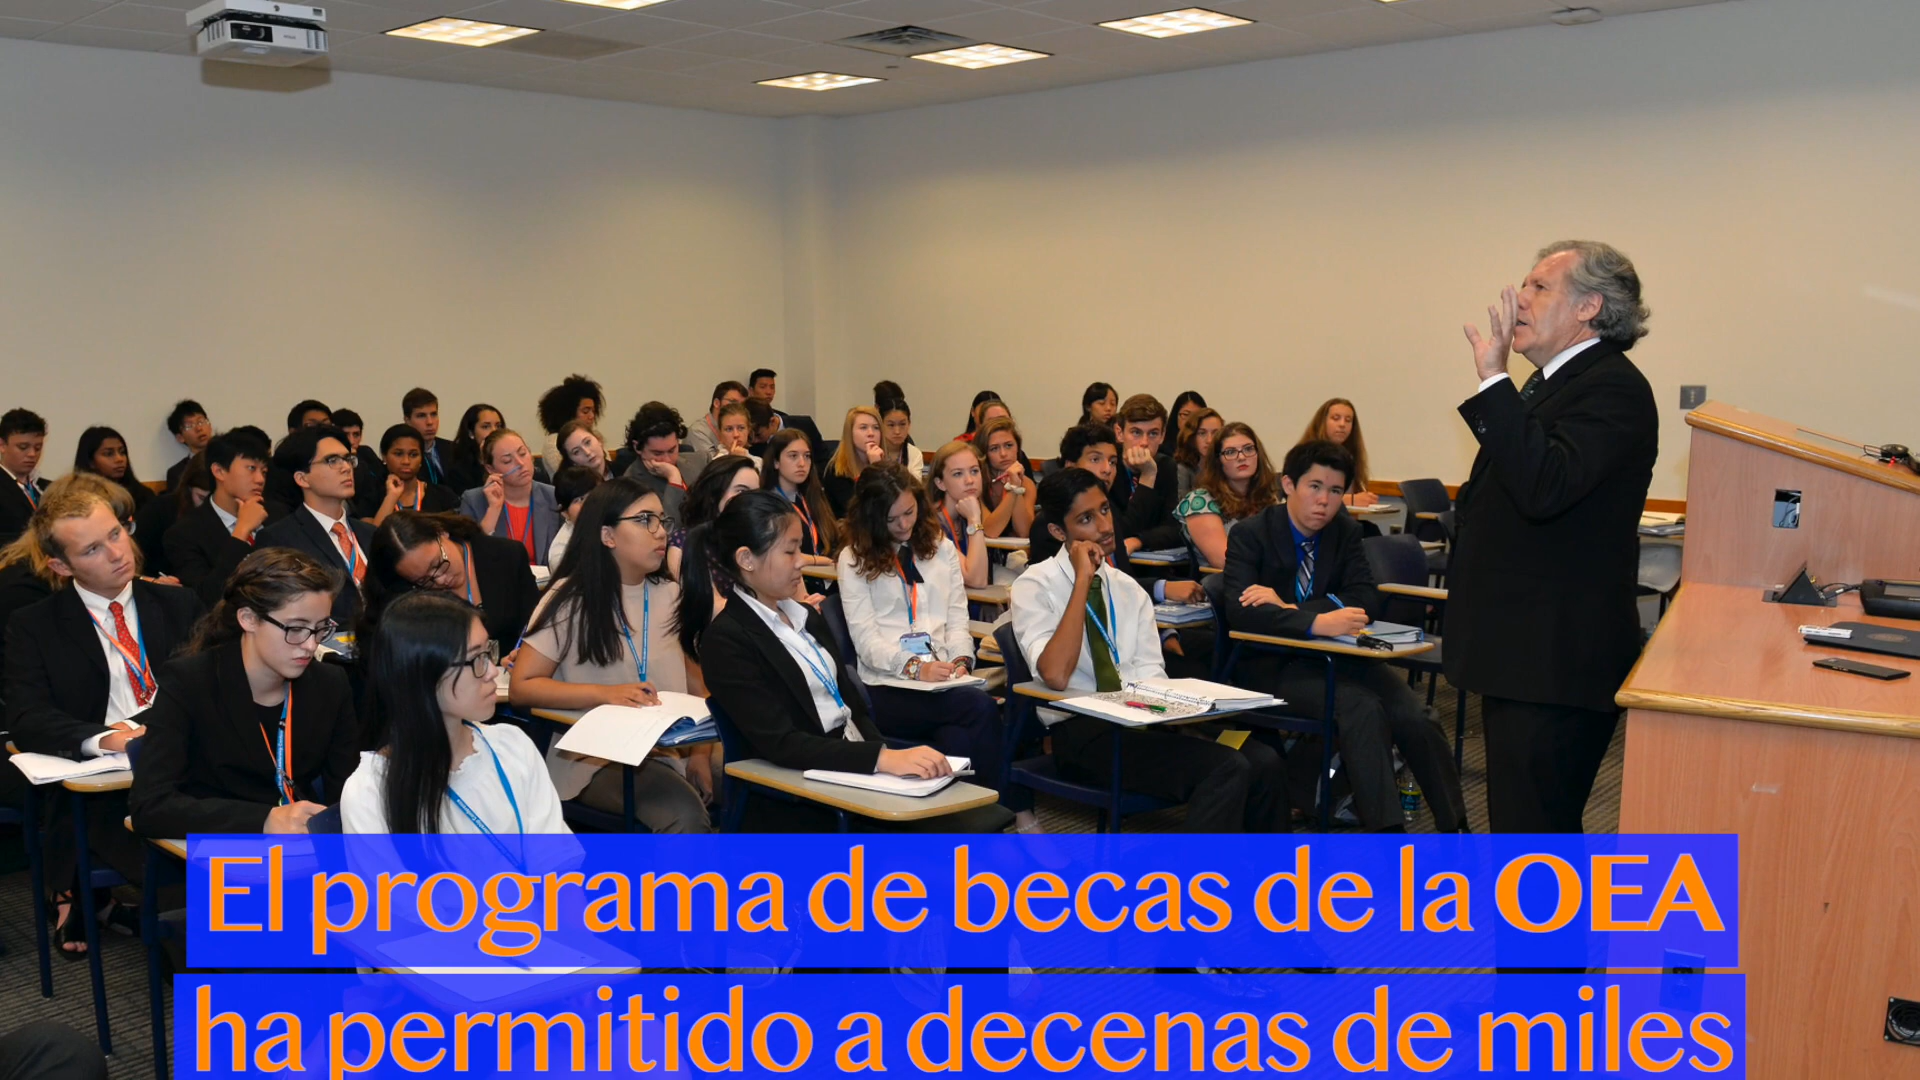 El programa de becas de la OEA
ha permitido a decenas de miles